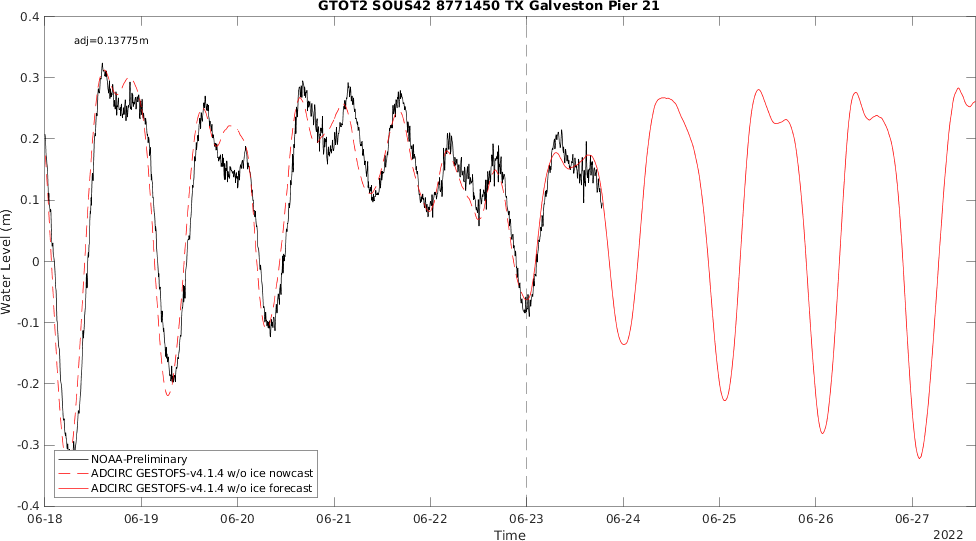 GTOT2 SOUS42 8771450 TX Galveston Pier 21
adj=0.13775m
0.4
0.3
0.2
0.1
0
-0.1
-0.2
-0.3
-0.4
Water Level (m)
NOAA-Preliminary
ADCIRC GESTOFS-v4.1.4 w/o ice nowcast
ADCIRC GESTOFS-v4.1.4 w/o ice forecast
06-18 06-19 06-20 06-21 06-22 06-23 06-24 06-25 06-26 06-27
Time
2022